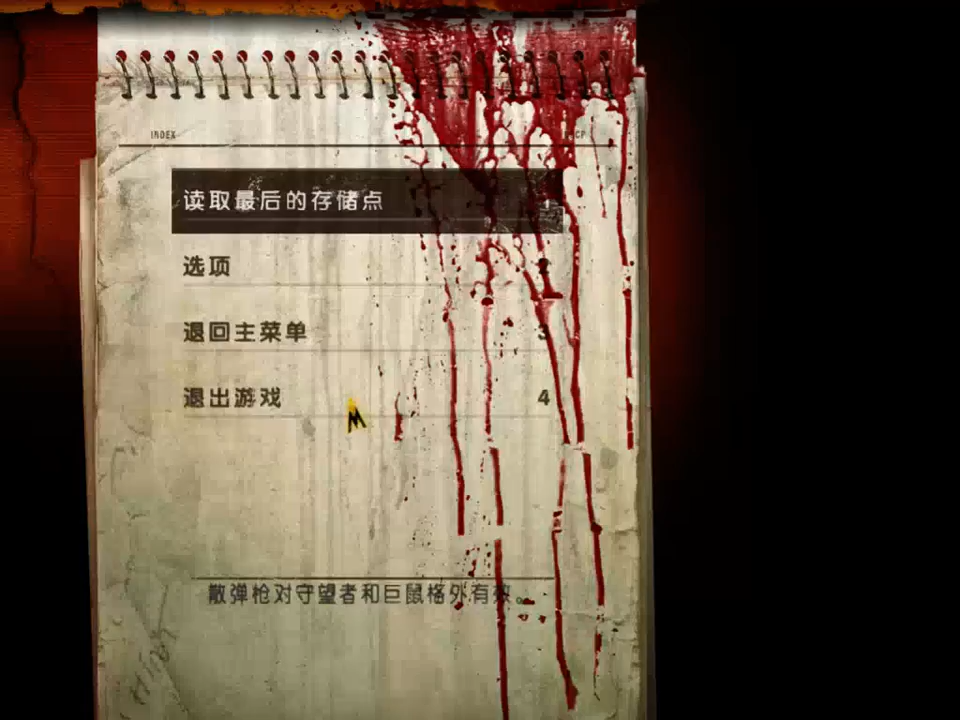 INDEX
读取最后的存储点
选项
退回主菜单
退出游戏 4
散弹枪对守望者和巨鼠格外有效。